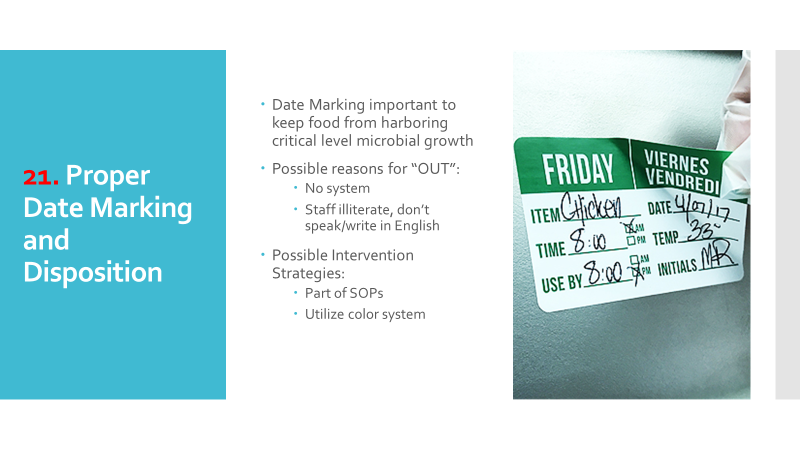 21. Proper
Date Marking
and
Disposition
• Date Marking important to
keep food from harboring
critical level microbial growth
• Possible reasons for “OUT”:
• No system
• Staff illiterate, don’t
speak/write in English
• Possible Intervention
Strategies:
• Part of SOPs
• Utilize color system
FRIDAY
VIERNES
VENDREDI
ITEM Chicken DATE 4/07/17
TIME 8:00 AM PM TEMP 33°
USE BY 8:00 AM PM INITIALS MR